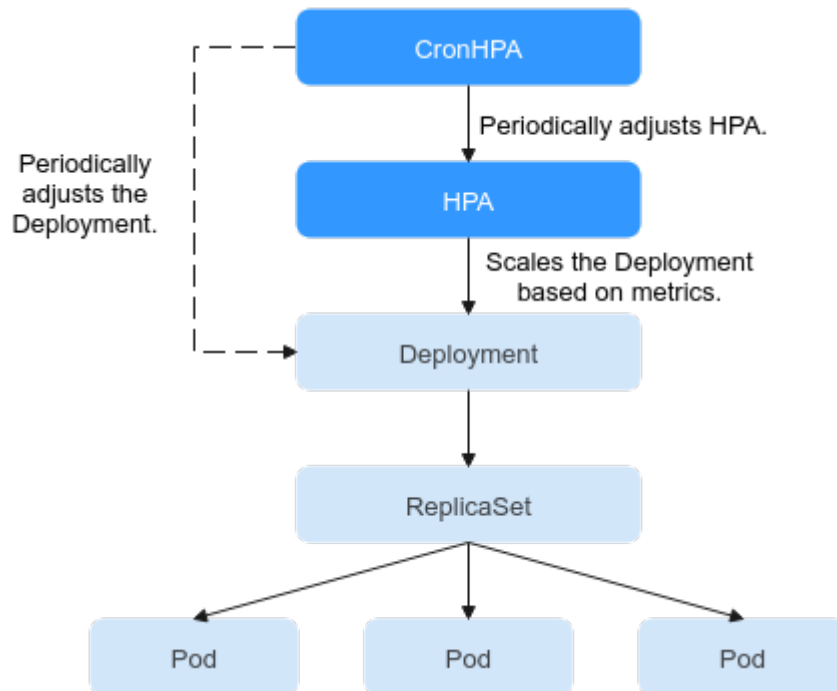 CronHPA
Periodically adjusts HPA.
Periodically
adjusts the
Deployment.
HPA
Scales the Deployment
based on metrics.
Deployment
ReplicaSet
Pod
Pod
Pod